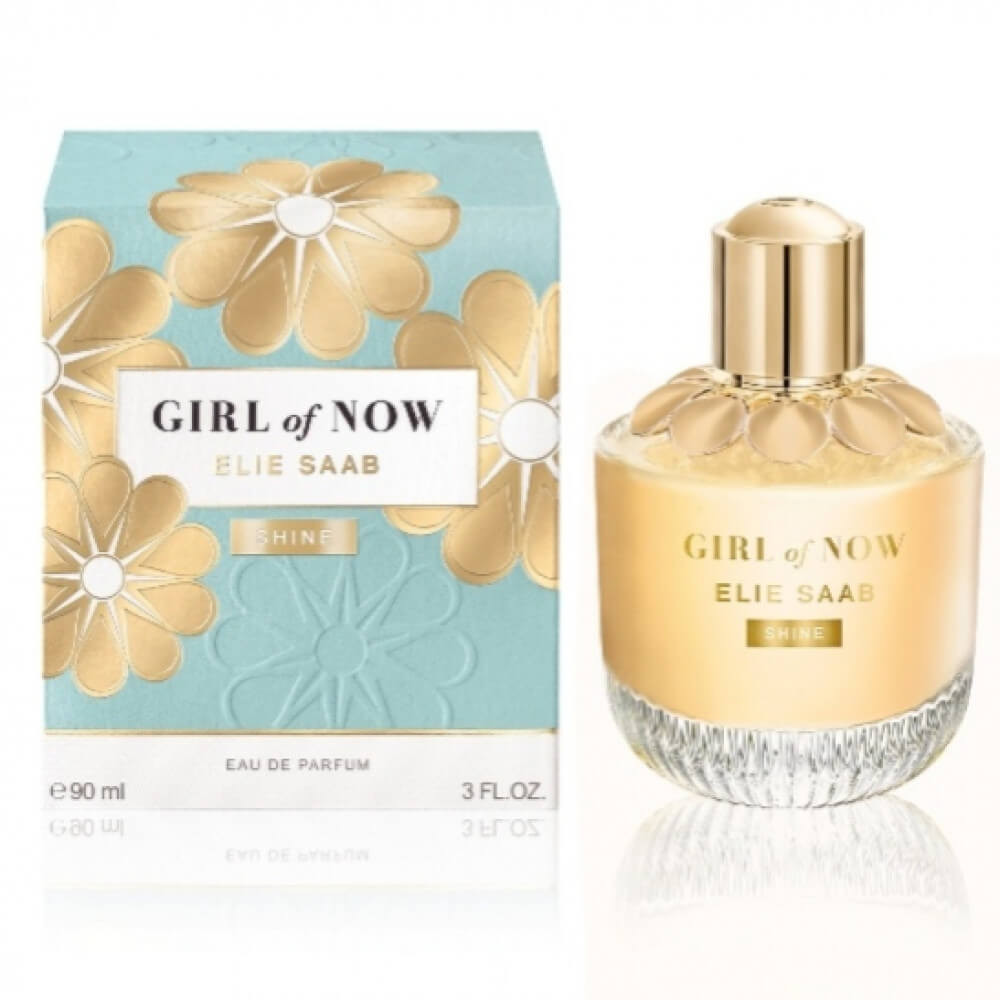 GIRL of NOW
ELIE SAAB
SHINE
EAU DE PARFUM
℮90 ml
3 FL.OZ.
GIRL of NOW
ELIE SAAB
SHINE